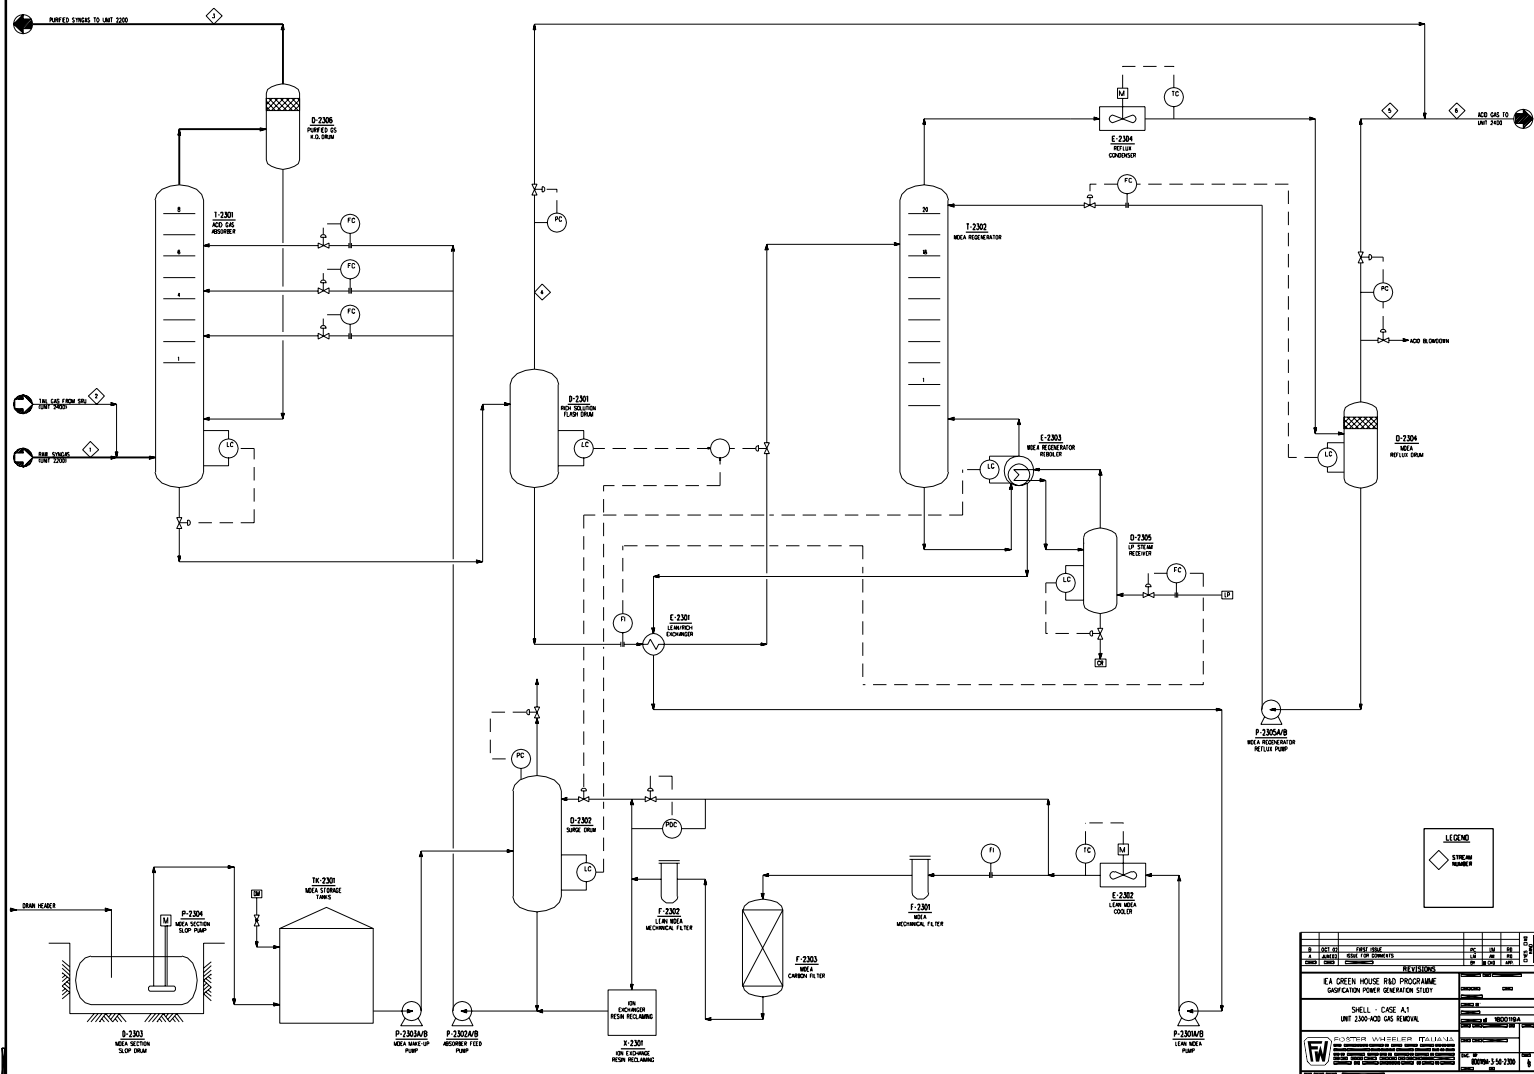 PURIFIED SYNGAS TO UNIT 2200
3
D-2306
PURIFIED GS
K.O. DRUM
T-2301
ACID GAS
ABSORBER
8
6
4
1
FC
FC
FC
TAIL GAS FROM SRU
(UNIT 2400)
2
RAW SYNGAS
(UNIT 2200)
1
LC
PC
4
D-2301
RICH SOLUTION
FLASH DRUM
LC
M
TC
E-2304
REFLUX
CONDENSER
5
6
ACID GAS TO
UNIT 2400
FC
20
18
1
T-2302
MDEA REGENERATOR
PC
ACID BLOWDOWN
D-2304
MDEA
REFLUX DRUM
LC
E-2303
MDEA REGENERATOR
REBOILER
LC
D-2305
LP STEAM
RECEIVER
LC
FC
LP
CR
FI
E-2301
LEAN/RICH
EXCHANGER
P-2305A/B
MDEA REGENERATOR
REFLUX PUMP
PC
D-2302
SURGE DRUM
LC
PDC
F-2302
LEAN MDEA
MECHANICAL FILTER
FI
F-2301
MDEA
MECHANICAL FILTER
TC
M
E-2302
LEAN MDEA
COOLER
F-2303
MDEA
CARBON FILTER
DRAIN HEADER
P-2304
MDEA SECTION
SLOP PUMP
M
D-2303
MDEA SECTION
SLOP DRUM
TK-2301
MDEA STORAGE
TANKS
P-2303A/B
MDEA MAKE-UP
PUMP
P-2302A/B
ABSORBER FEED
PUMP
ION
EXCHANGER
RESIN RECLAIMING
X-2301
ION EXCHANGE
RESIN RECLAIMING
P-2301A/B
LEAN MDEA
PUMP
LEGEND
STREAM
NUMBER
FIRST ISSUE
ISSUE FOR COMMENTS
REVISIONS
IEA GREEN HOUSE R&D PROGRAMME
GASIFICATION POWER GENERATION STUDY
SHELL - CASE A.1
UNIT 2300-ACID GAS REMOVAL
FW
FOSTER WHEELER ITALIANA